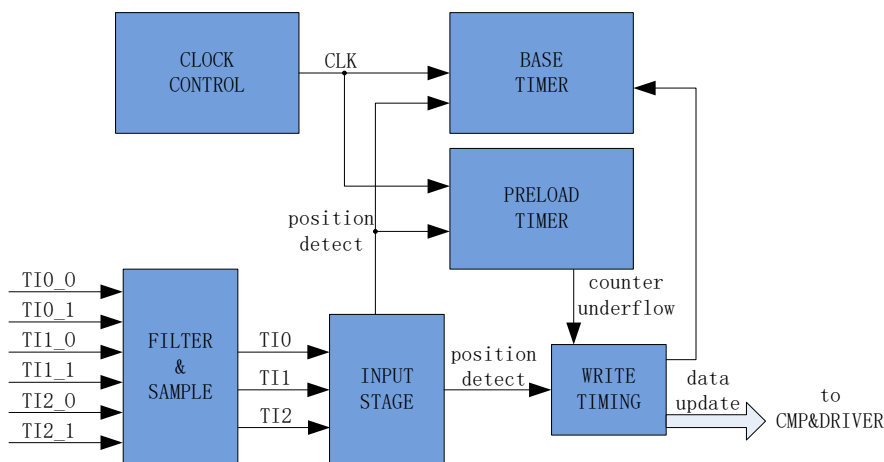 CLOCK
CONTROL
CLK
BASE
TIMER
PRELOAD
TIMER
position
detect
counter
underflow
TI0_0
TI0_1
TI1_0
TI1_1
TI2_0
TI2_1
FILTER
&
SAMPLE
TI0
TI1
TI2
INPUT
STAGE
position
detect
WRITE
TIMING
data
update
to
CMP&DRIVER